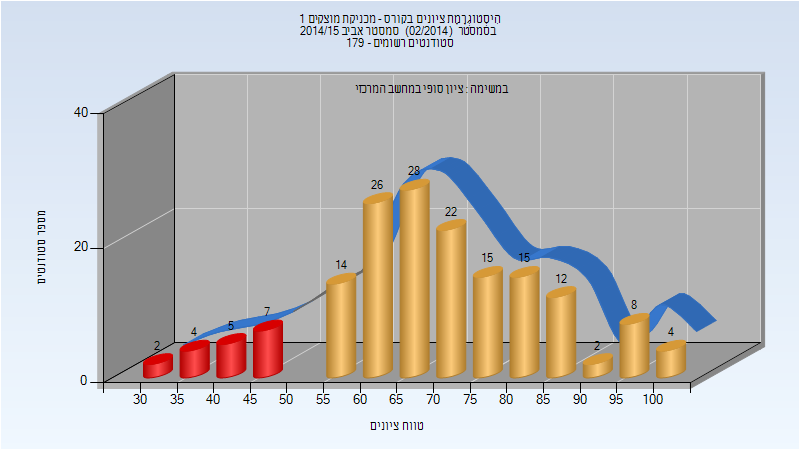 היסטוגרמת ציונים בקורס - מכניקת מוצקים 1
בסמסטר (02/2014) סמסטר אביב 2014/15
סטודנטים רשומים - 179
במשימה : ציון סופי במחשב המרכזי
40
20
0
מספר סטודנטים
2
4
5
7
14
26
28
22
15
15
12
2
8
4
30 35 40 45 50 55 60 65 70 75 80 85 90 95 100
טווח ציונים